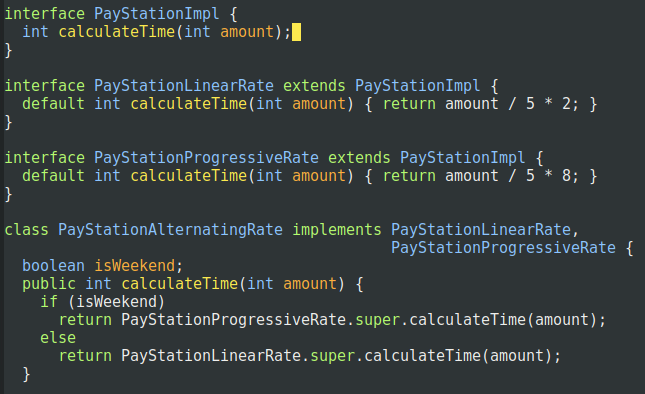 interface PayStationImpl {
  int calculateTime(int amount);
}

interface PayStationLinearRate extends PayStationImpl {
  default int calculateTime(int amount) { return amount / 5 * 2; }
}

interface PayStationProgressiveRate extends PayStationImpl {
  default int calculateTime(int amount) { return amount / 5 * 8; }
}

class PayStationAlternatingRate implements PayStationLinearRate,
                                           PayStationProgressiveRate {
  boolean isWeekend;
  public int calculateTime(int amount) {
    if (isWeekend)
      return PayStationProgressiveRate.super.calculateTime(amount);
    else
      return PayStationLinearRate.super.calculateTime(amount);
  }